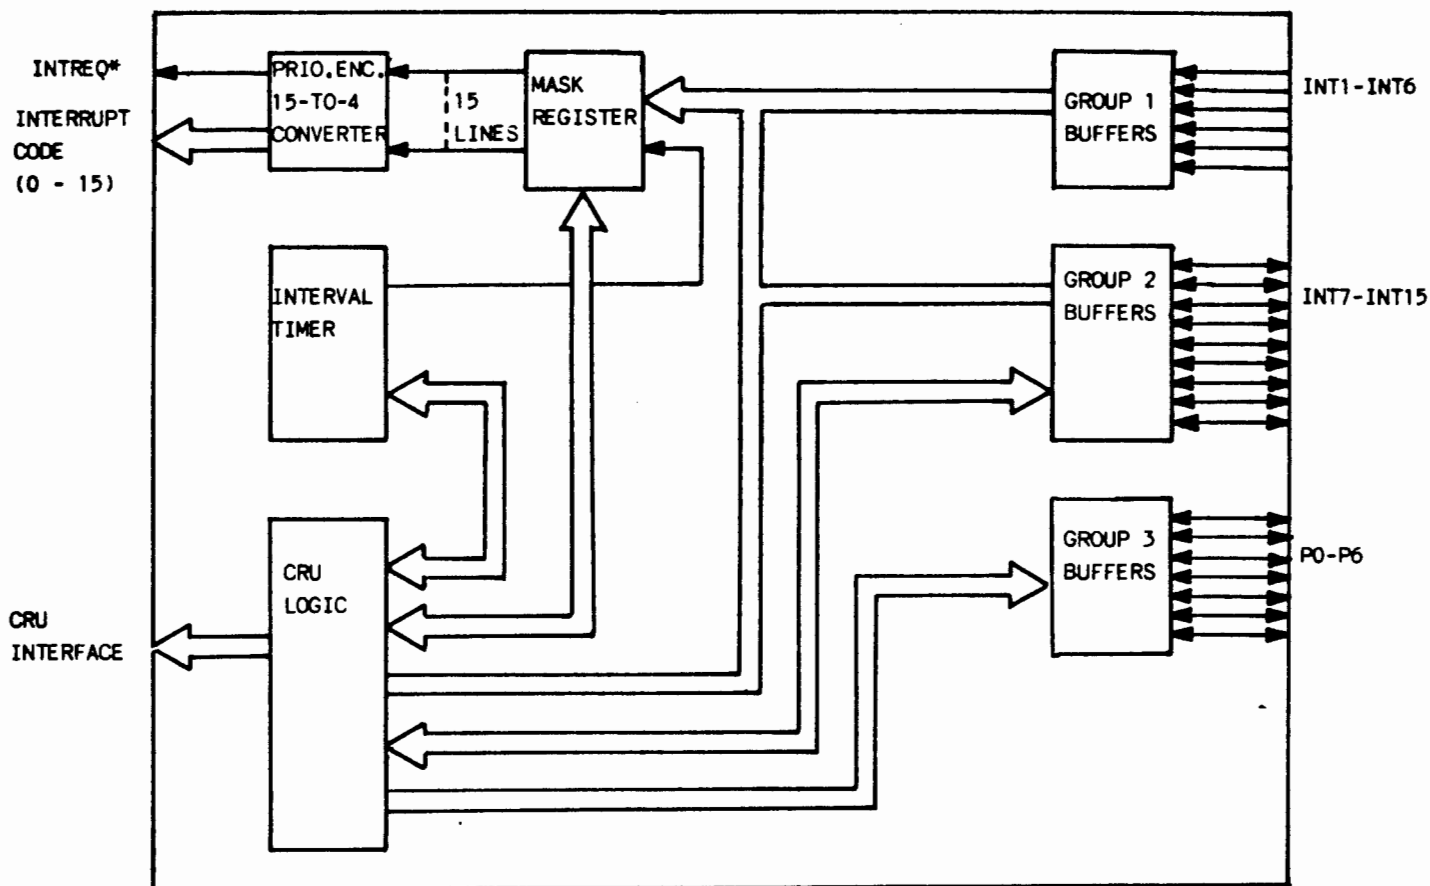 INTREQ*
INTERRUPT
CODE
(0 - 15)
PRIO.ENC.
15-TO-4
CONVERTER
15
LINES
MASK
REGISTER
GROUP 1
BUFFERS
INT1-INT6
INTERVAL
TIMER
GROUP 2
BUFFERS
INT7-INT15
CRU
LOGIC
GROUP 3
BUFFERS
P0-P6
CRU
INTERFACE